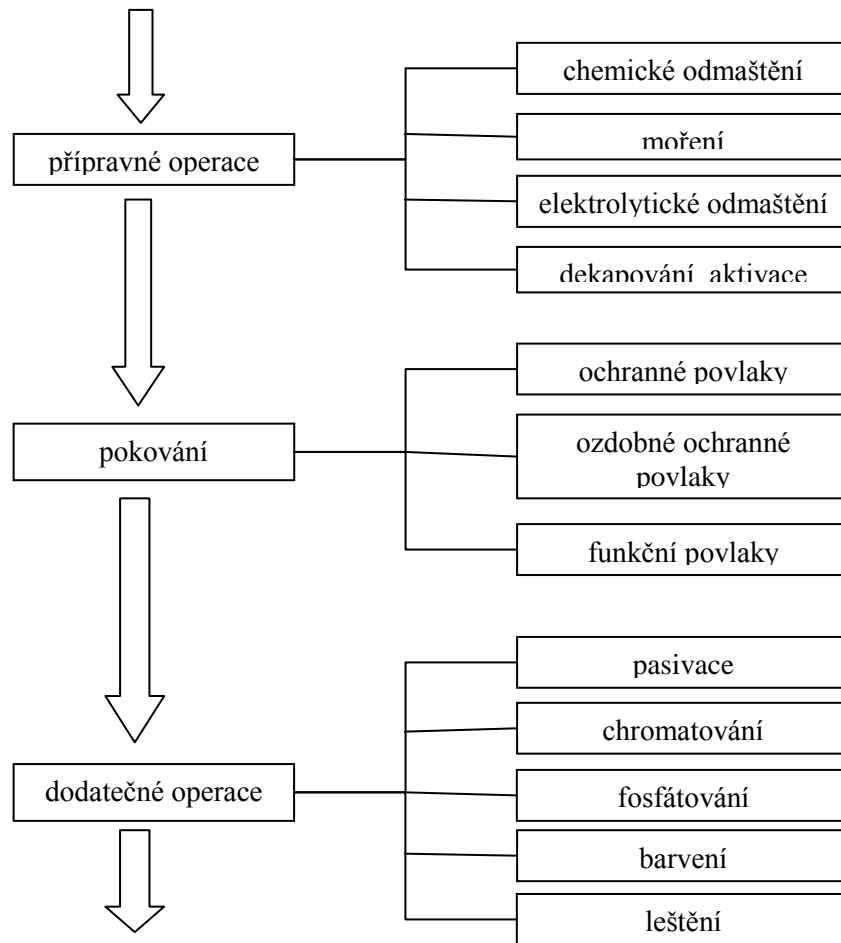 chemické odmaštění
moření
přípravné operace
elektrolytické odmaštění
dekapování aktivace
ochranné povlaky
pokování
ozdobné ochranné
povlaky
funkční povlaky
pasivace
chromatování
dodatečné operace
fosfátování
barvení
leštění